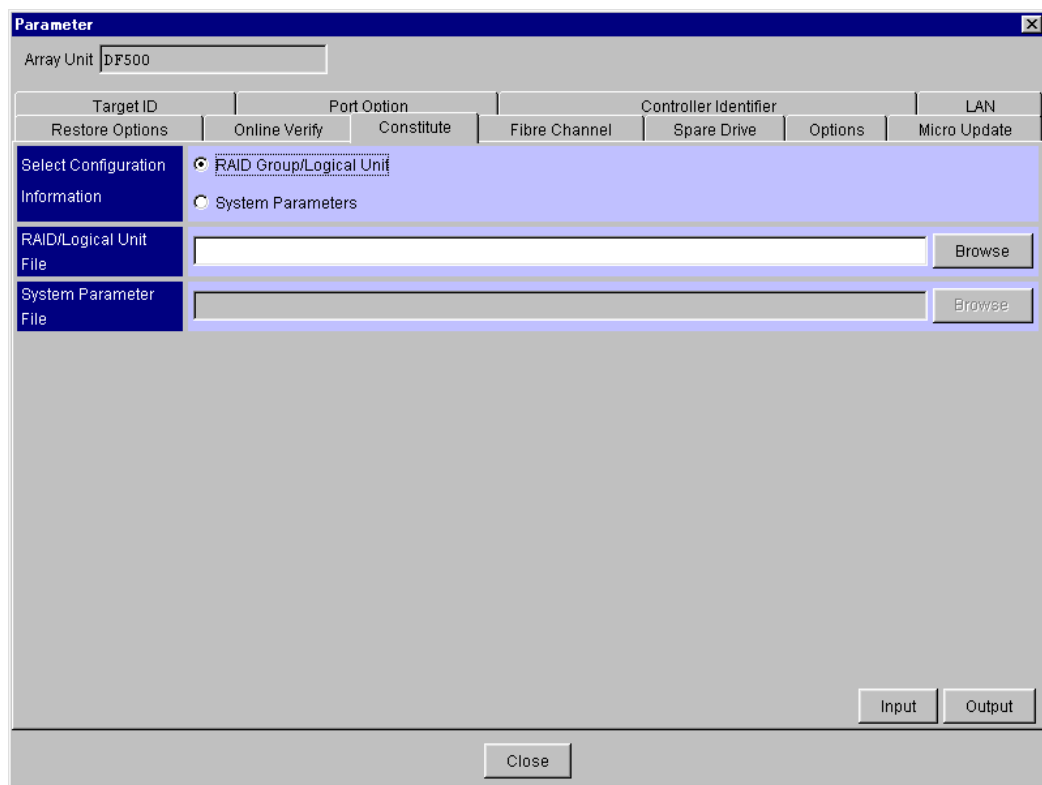 Parameter
Array Unit DF500
Target ID Port Option Controller Identifier LAN
Restore Options Online Verify Constitute Fibre Channel Spare Drive Options Micro Update
Select Configuration
Information
RAID Group/Logical Unit
System Parameters
RAID/Logical Unit
File
Browse
System Parameter
File
Browse
Input Output
Close